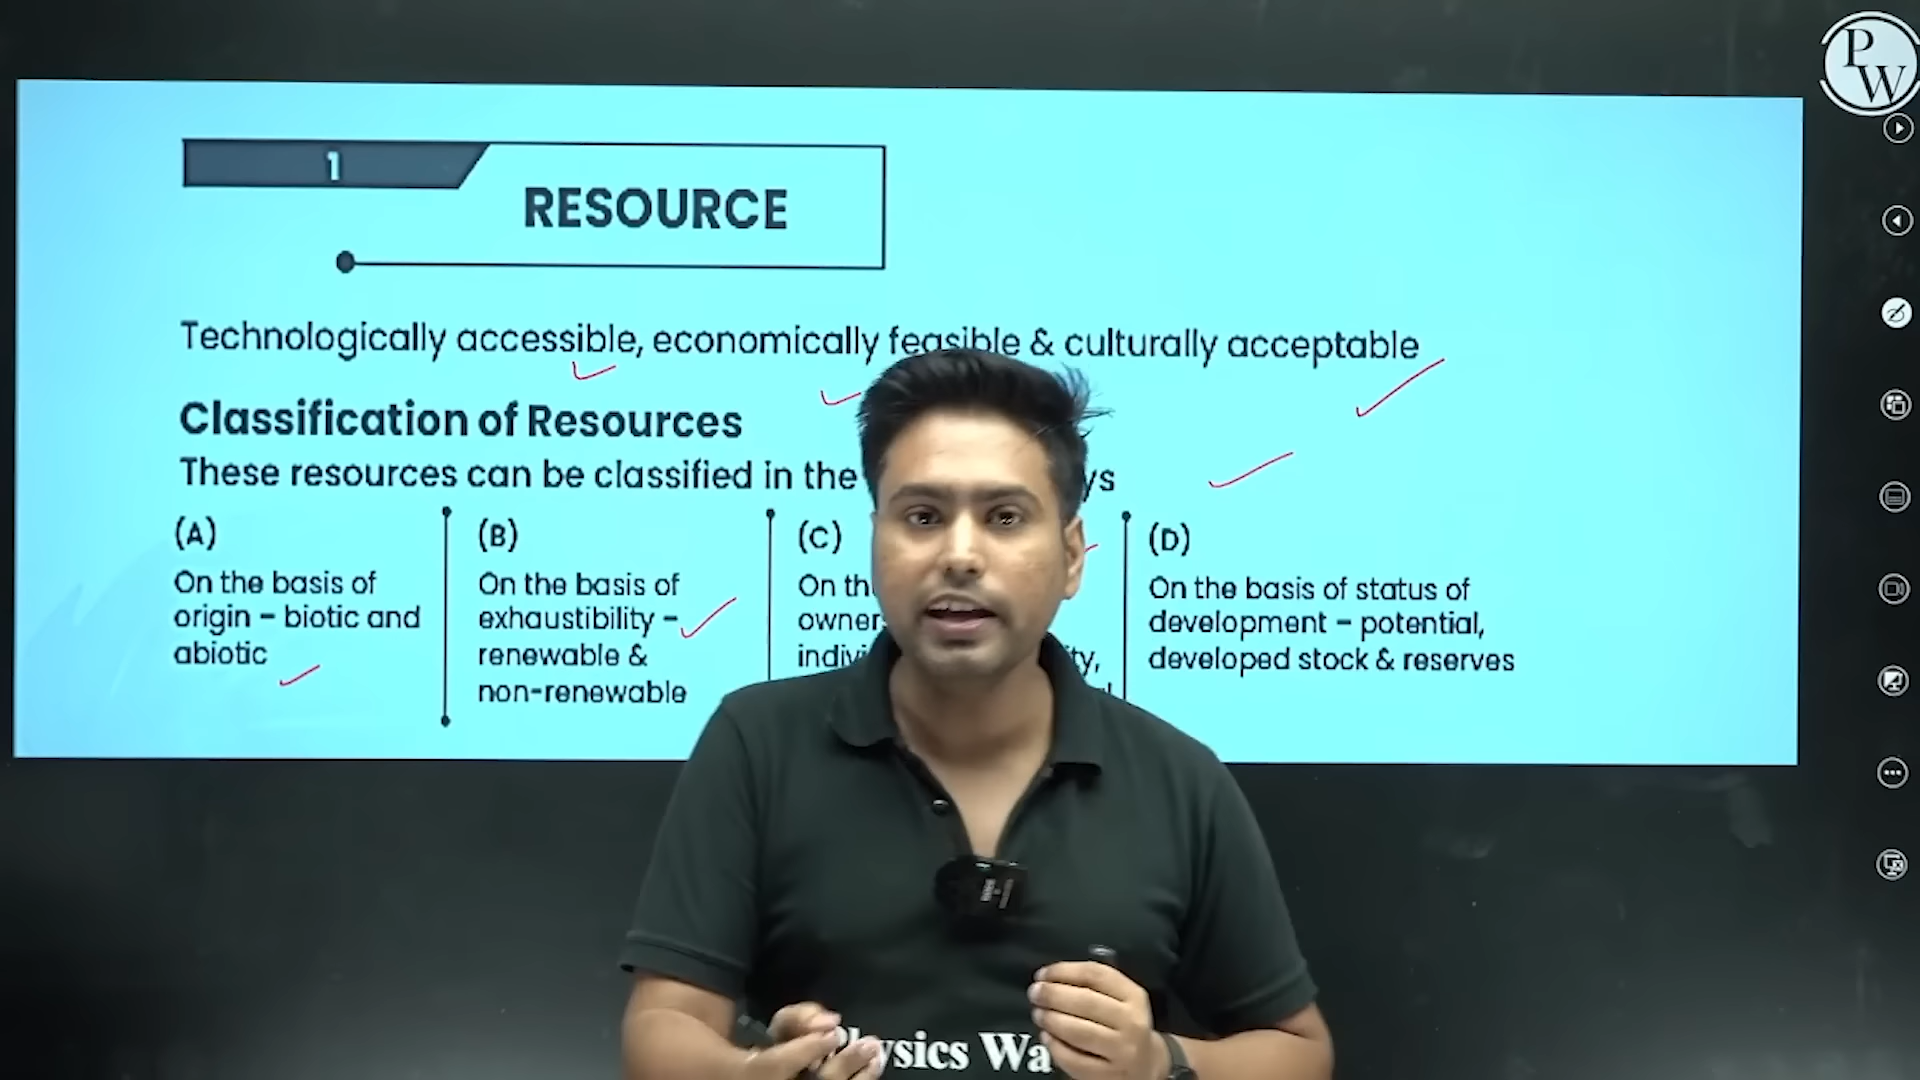 P
W
1
RESOURCE
Technologically accessible, economically feasible & culturally acceptable
Classification of Resources
These resources can be classified in the
(A)
On the basis of
origin – biotic and
abiotic
(B)
On the basis of
exhaustibility –
renewable &
non-renewable
(C)
On
(D)
On the basis of status of
development – potential,
developed stock & reserves